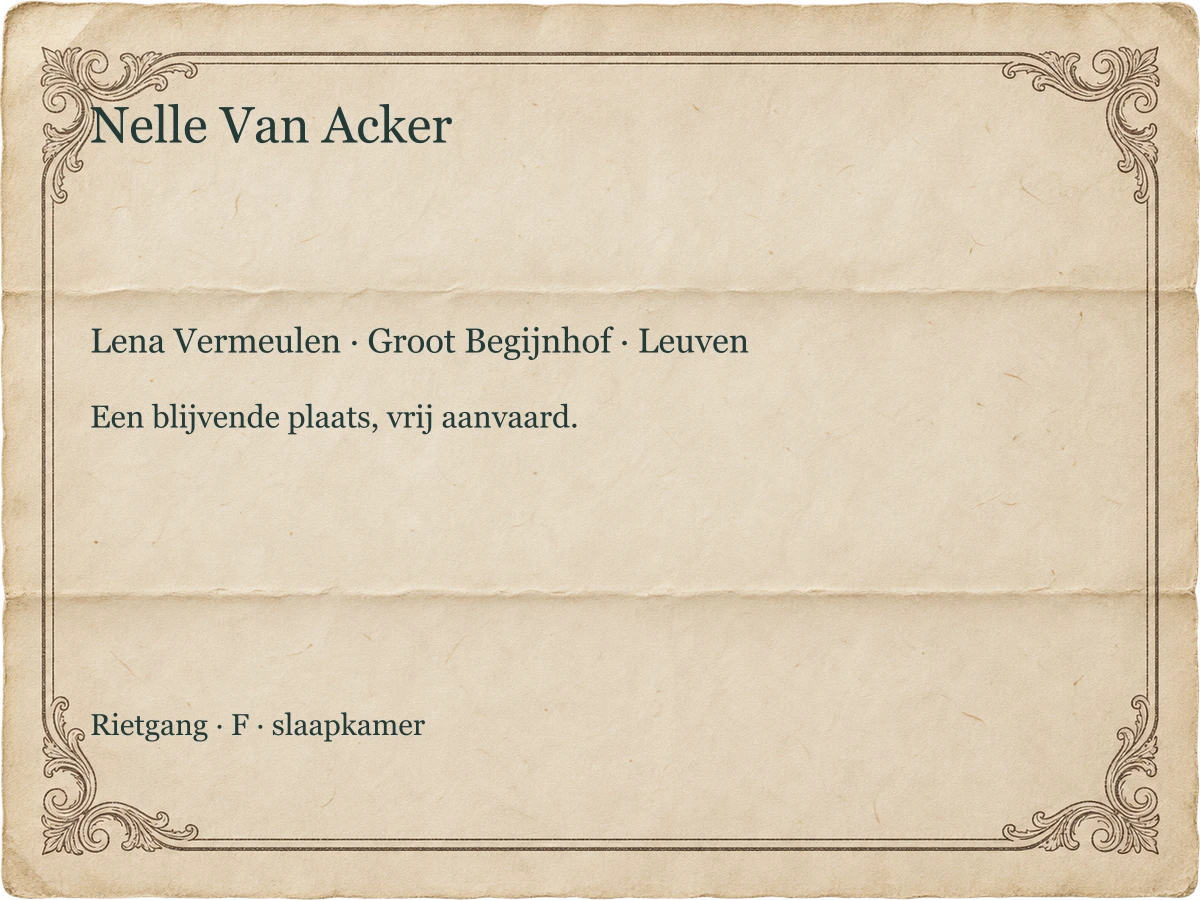 Nelle Van Acker
Lena Vermeulen · Groot Begijnhof · Leuven
Een blijvende plaats, vrij aanvaard.
Rietgang · F · slaapkamer